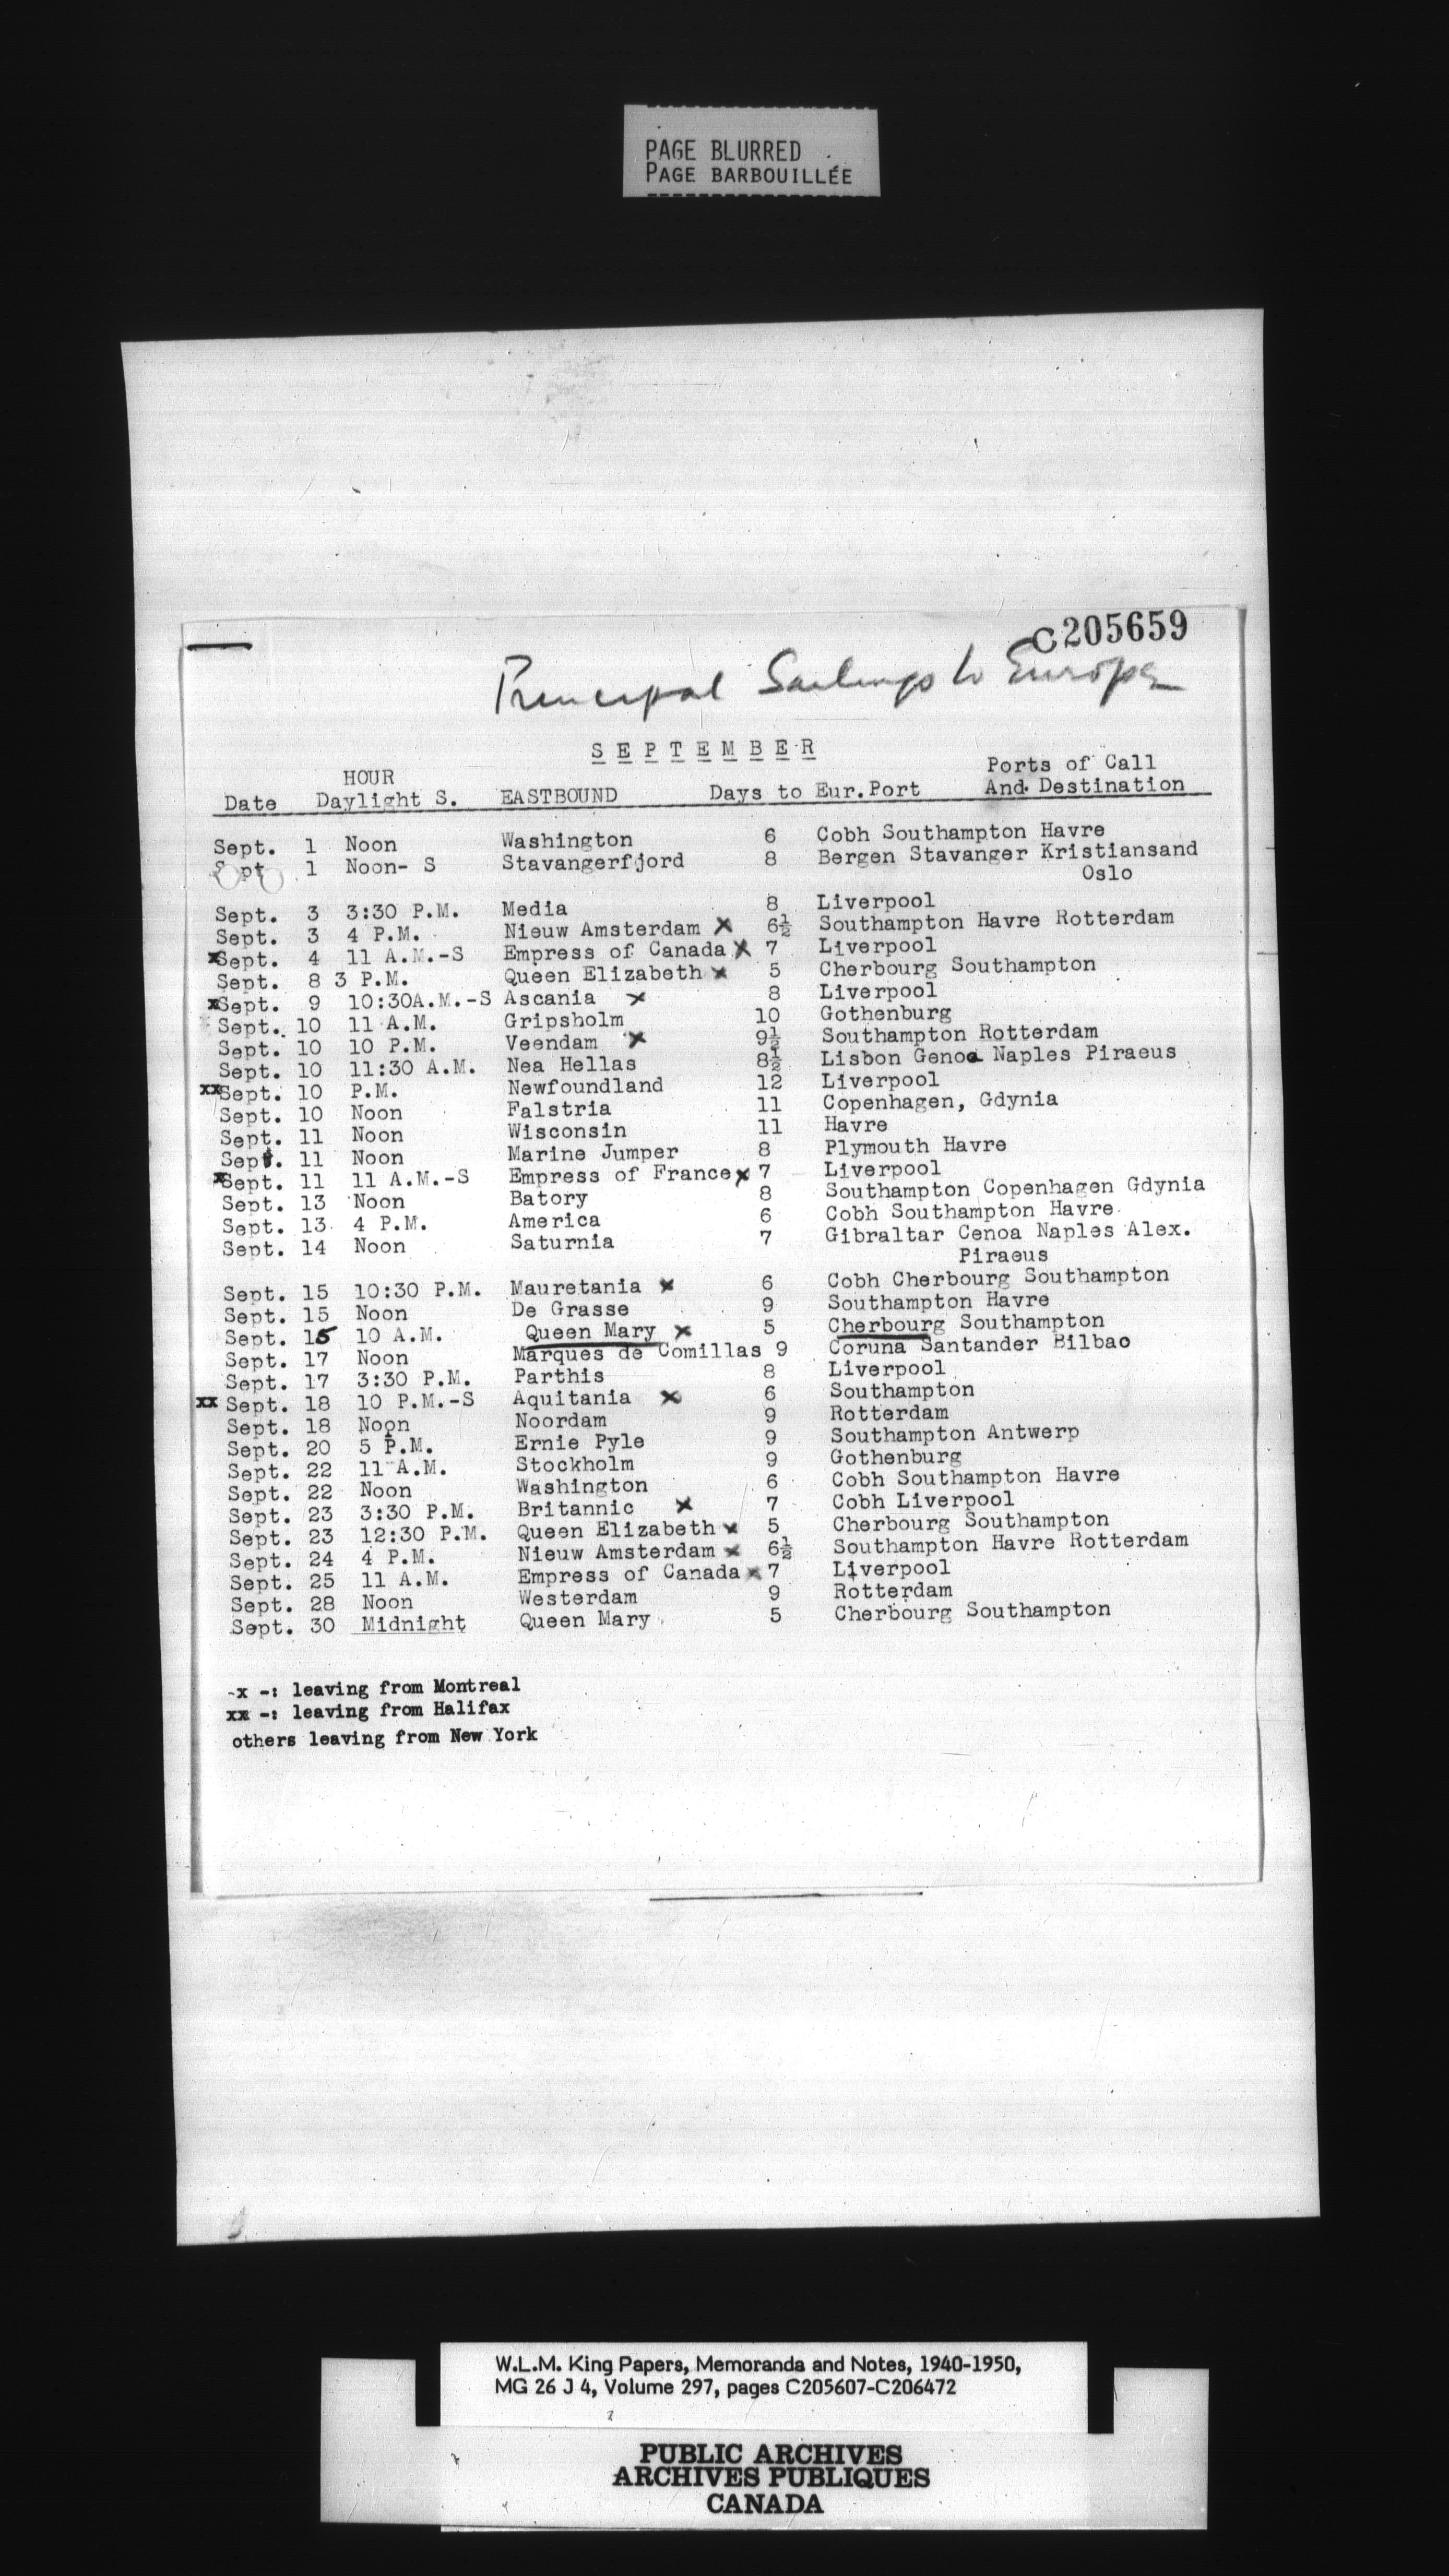 PAGE BLURRED
PAGE BARBOUILLÉE
C205659
Principal Sailings to Europe
SEPTEMBER
HOUR Ports of Call
Date Daylight S. EASTBOUND Days to Eur.Port And Destination
Sept. 1 Noon Washington 6 Cobh Southampton Havre
Sept. 1 Noon- S Stavangerfjord 8 Bergen Stavanger Kristiansand
Oslo
Sept. 3 3:30 P.M. Media 8 Liverpool
Sept. 3 4 P.M. Nieuw Amsterdam x 6½ Southampton Havre Rotterdam
xSept. 4 11 A.M.-S Empress of Canada x 7 Liverpool
Sept. 8 3 P.M. Queen Elizabeth x 5 Cherbourg Southampton
xSept. 9 10:30A.M.-S Ascania x 8 Liverpool
Sept. 10 11 A.M. Gripsholm 10 Gothenburg
Sept. 10 10 P.M. Veendam x 9½ Southampton Rotterdam
Sept. 10 11:30 A.M. Nea Hellas 8½ Lisbon Genoa Naples Piraeus
xxSept. 10 P.M. Newfoundland 12 Liverpool
Sept. 10 Noon Falstria 11 Copenhagen, Gdynia
Sept. 11 Noon Wisconsin 11 Havre
Sept. 11 Noon Marine Jumper 8 Plymouth Havre
xSept. 11 11 A.M.-S Empress of France x 7 Liverpool
Sept. 13 Noon Batory 8 Southampton Copenhagen Gdynia
Sept. 13 4 P.M. America 6 Cobh Southampton Havre
Sept. 14 Noon Saturnia 7 Gibraltar Cenoa Naples Alex.
Piraeus
Sept. 15 10:30 P.M. Mauretania x 6 Cobh Cherbourg Southampton
Sept. 15 Noon De Grasse 9 Southampton Havre
Sept. 15 10 A.M. Queen Mary x 5 Cherbourg Southampton
Sept. 17 Noon Marques de Comillas 9 Coruna Santander Bilbao
Sept. 17 3:30 P.M. Parthis 8 Liverpool
xx Sept. 18 10 P.M.-S Aquitania x 6 Southampton
Sept. 18 Noon Noordam 9 Rotterdam
Sept. 20 5 P.M. Ernie Pyle 9 Southampton Antwerp
Sept. 22 11 A.M. Stockholm 9 Gothenburg
Sept. 22 Noon Washington 6 Cobh Southampton Havre
Sept. 23 3:30 P.M. Britannic x 7 Cobh Liverpool
Sept. 23 12:30 P.M. Queen Elizabeth x 5 Cherbourg Southampton
Sept. 24 4 P.M. Nieuw Amsterdam x 6½ Southampton Havre Rotterdam
Sept. 25 11 A.M. Empress of Canada x 7 Liverpool
Sept. 28 Noon Westerdam 9 Rotterdam
Sept. 30 Midnight Queen Mary 5 Cherbourg Southampton
-x -: leaving from Montreal
xx -: leaving from Halifax
others leaving from New York
W.L.M. King Papers, Memoranda and Notes, 1940-1950,
MG 26 J 4, Volume 297, pages C205607-C206472
PUBLIC ARCHIVES
ARCHIVES PUBLIQUES
CANADA